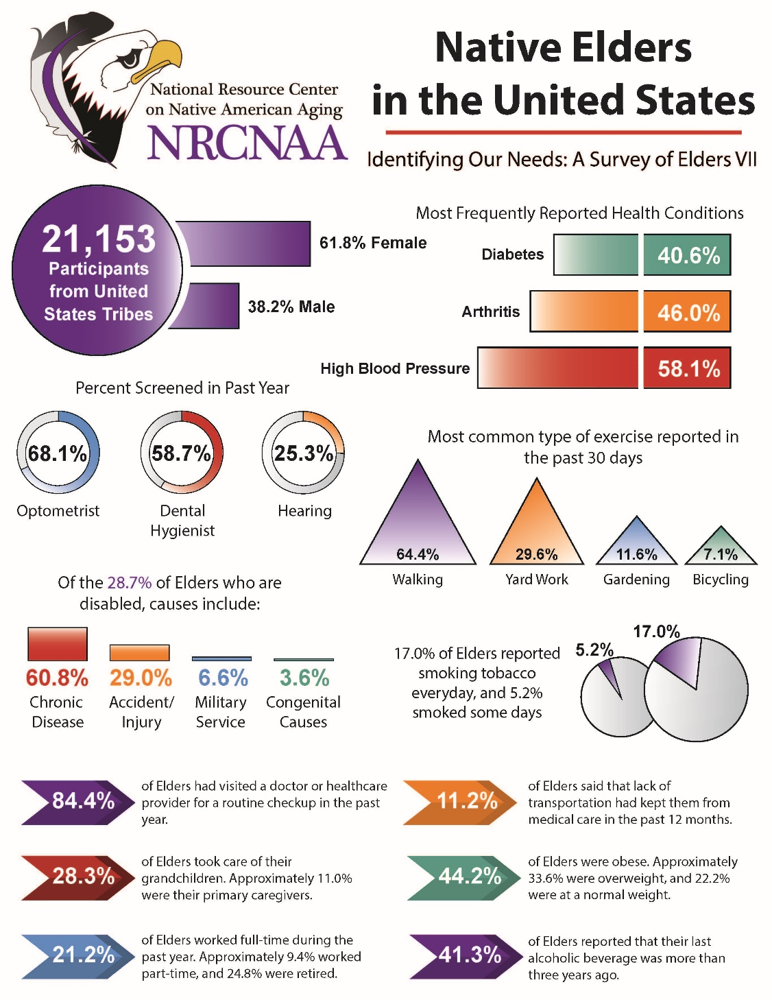 National Resource Center
on Native American Aging
NRCNAA
Native Elders
in the United States
Identifying Our Needs: A Survey of Elders VII
21,153
Participants
from United
States Tribes
61.8% Female
38.2% Male
Most Frequently Reported Health Conditions
Diabetes
40.6%
Arthritis
46.0%
High Blood Pressure
58.1%
Percent Screened in Past Year
68.1%
58.7%
25.3%
Optometrist
Dental
Hygienist
Hearing
Most common type of exercise reported in
the past 30 days
64.4%
29.6%
11.6%
7.1%
Walking
Yard Work
Gardening
Bicycling
Of the 28.7% of Elders who are
disabled, causes include:
60.8%
29.0%
6.6%
3.6%
Chronic
Disease
Accident/
Injury
Military
Service
Congenital
Causes
17.0% of Elders reported
smoking tobacco
everyday, and 5.2%
smoked some days
5.2%
17.0%
84.4%
of Elders had visited a doctor or healthcare
provider for a routine checkup in the past
year.
11.2%
of Elders said that lack of
transportation had kept them from
medical care in the past 12 months.
28.3%
of Elders took care of their
grandchildren. Approximately 11.0%
were their primary caregivers.
44.2%
of Elders were obese. Approximately
33.6% were overweight, and 22.2%
were at a normal weight.
21.2%
of Elders worked full-time during the
past year. Approximately 9.4% worked
part-time, and 24.8% were retired.
41.3%
of Elders reported that their last
alcoholic beverage was more than
three years ago.